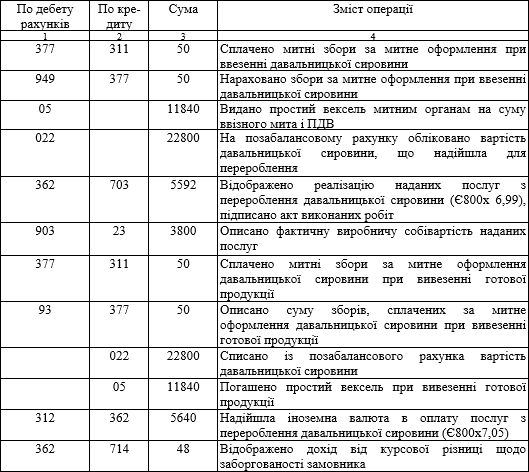 По дебету рахунків По кре-диту Сума Зміст операції
1 2 3 4
377 311 50 Сплачено митні збори за митне оформлення при
ввезенні давальницької сировини
949 377 50 Нараховано збори за митне оформлення при ввезенні
давальницької сировини
05 11840 Видано простий вексель митним органам на суму
ввізного мита і ПДВ
022 22800 На позабалансовому рахунку обліковано вартість
давальницької сировини, що надійшла для
перероблення
362 703 5592 Відображено реалізацію наданих послуг з
перероблення давальницької сировини (Є800х 6,99),
підписано акт виконаних робіт
903 23 3800 Описано фактичну виробничу собівартість наданих
послуг
377 311 50 Сплачено митні збори за митне оформлення
давальницької сировини при вивезенні готової
продукції
93 377 50 Описано суму зборів, сплачених за митне
оформлення давальницької сировини при вивезенні
готової продукції
022 22800 Списано із позабалансового рахунка вартість
давальницької сировини
05 11840 Погашено простий вексель при вивезенні готової
продукції
312 362 5640 Надійшла іноземна валюта в оплату послуг з
перероблення давальницької сировини (Є800х7,05)
362 714 48 Відображено дохід від курсової різниці щодо
заборгованості замовника